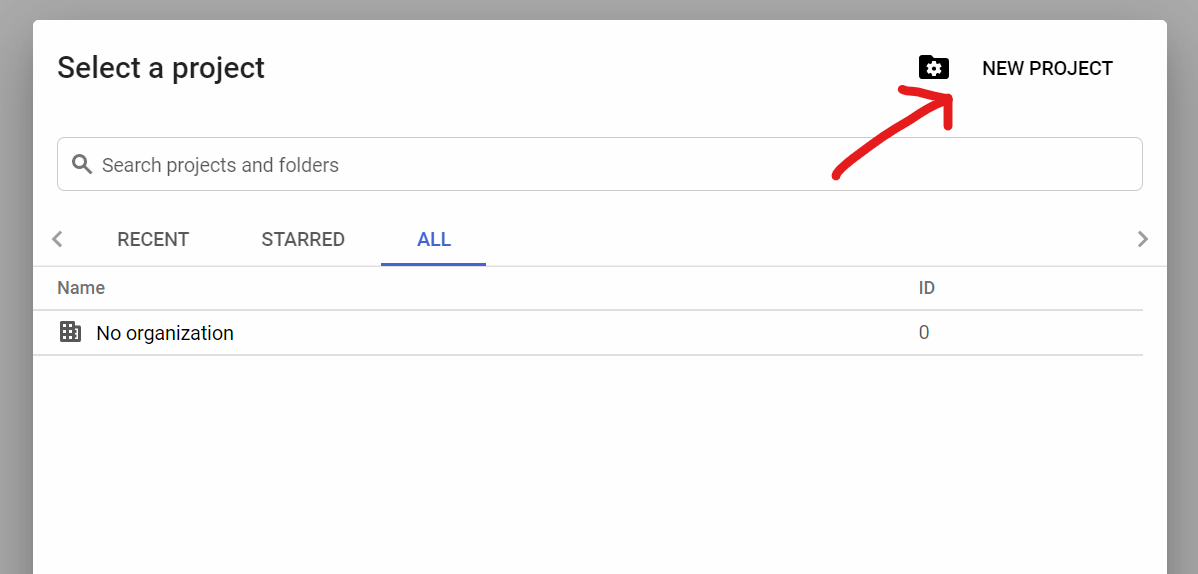 Select a project
NEW PROJECT
Search projects and folders
RECENT STARRED ALL
Name ID
No organization 0